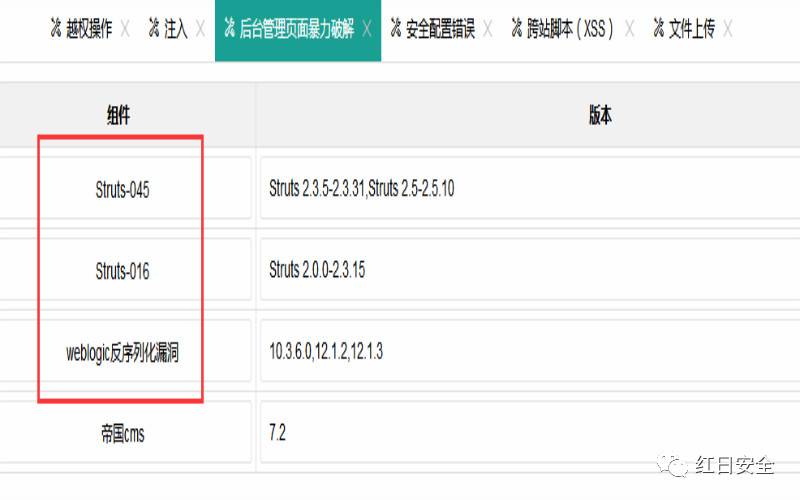 越权操作 注入 后台管理页面暴力破解 安全配置错误 跨站脚本（XSS） 文件上传
组件 版本
Struts-045 Struts 2.3.5-2.3.31,Struts 2.5-2.5.10
Struts-016 Struts 2.0.0-2.3.15
weblogic反序列化漏洞 10.3.6.0,12.1.2,12.1.3
帝国cms 7.2
红日安全